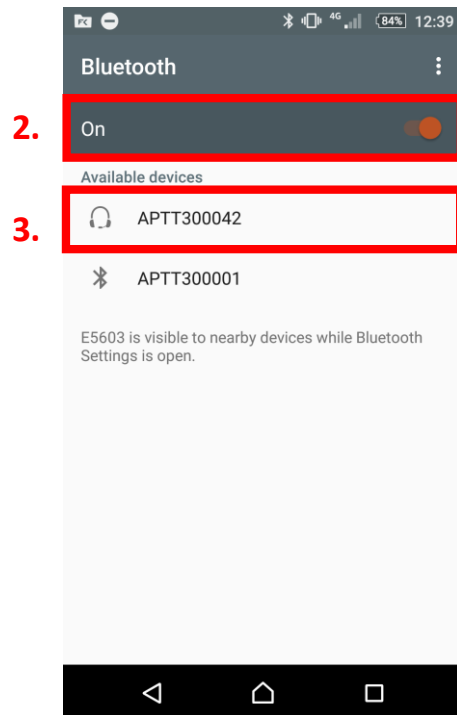 4G 84% 12:39
Bluetooth
2.
On
Available devices
3.
APTT300042
APTT300001
E5603 is visible to nearby devices while Bluetooth
Settings is open.